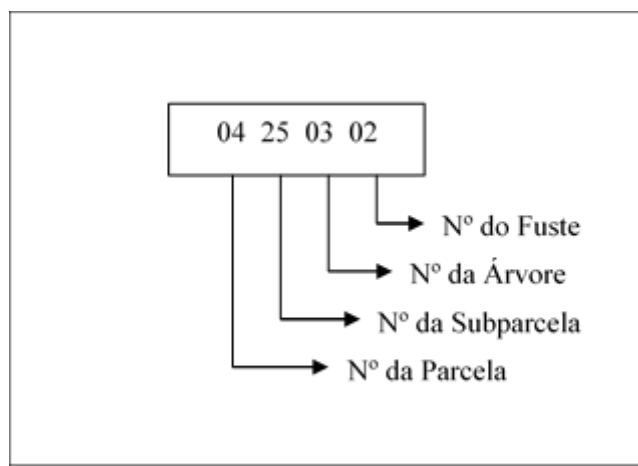 04 25 03 02
Nº do Fuste
Nº da Árvore
Nº da Subparcela
Nº da Parcela